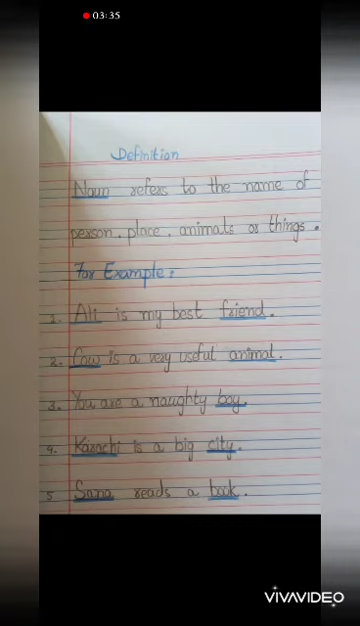 03:35
Definition
Noun refers to the name of
person, place, animals or things.
For Example:
1. Ali is my best friend.
2. Cow is a very useful animal.
3. You are a naughty boy.
4. Karachi is a big city.
5 Sana reads a book.
VIVAVIDEO